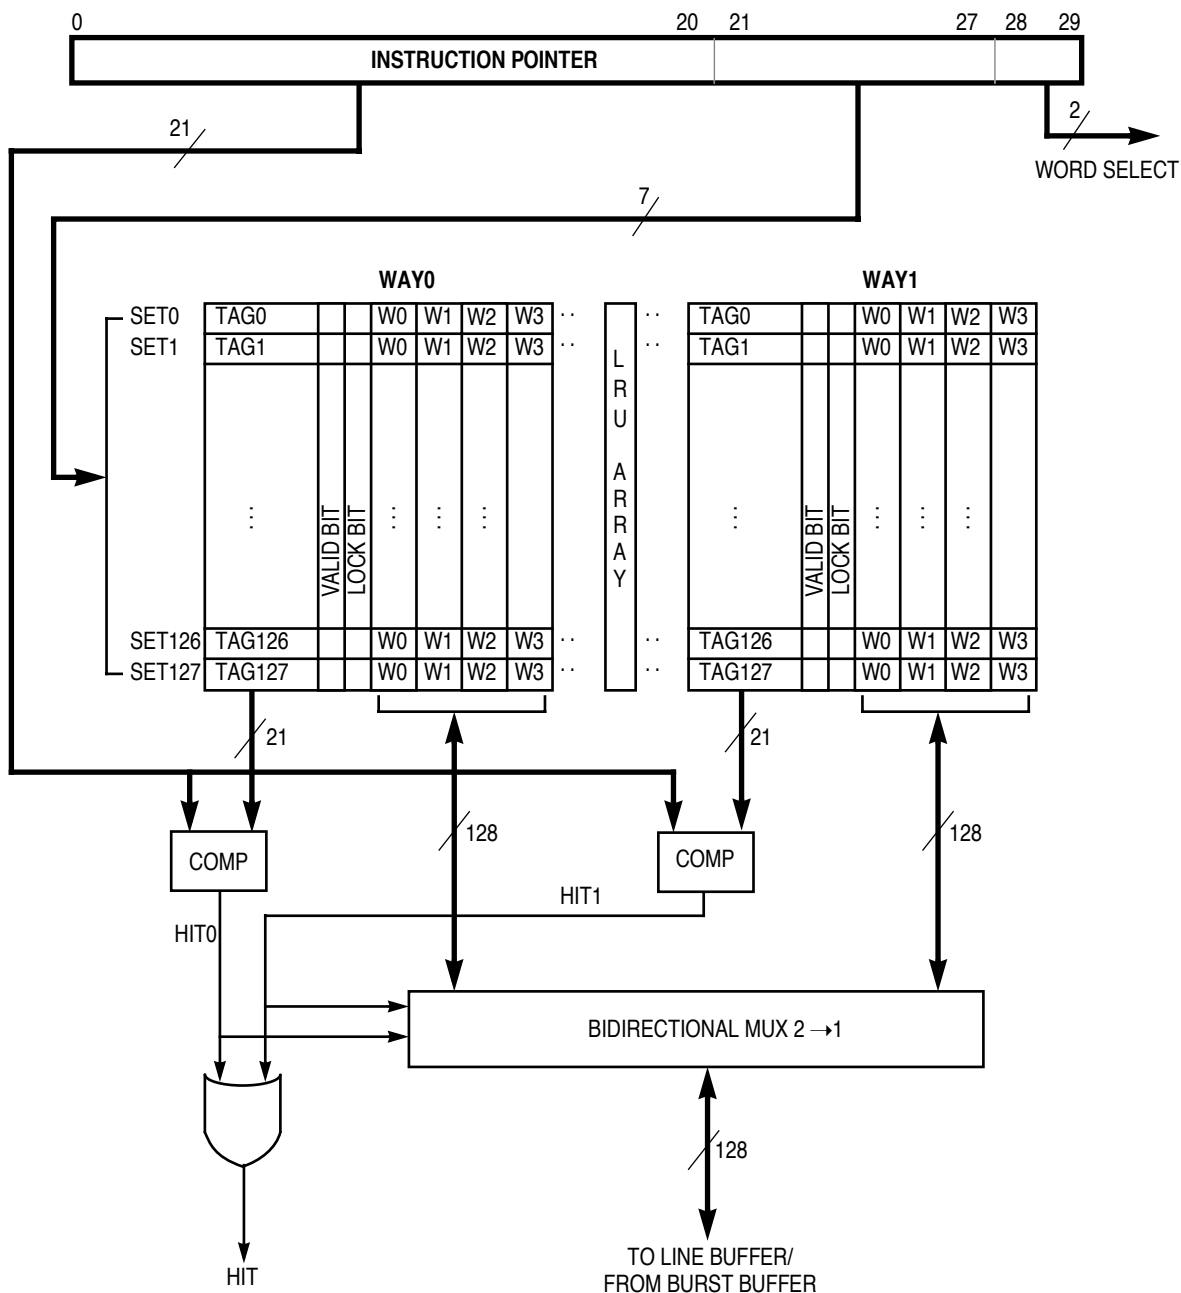 0 20 21 27 28 29
INSTRUCTION POINTER
21
2
WORD SELECT
7
WAY0 WAY1
SET0 TAG0 W0 W1 W2 W3 ·· ·· TAG0 W0 W1 W2 W3
SET1 TAG1 W0 W1 W2 W3 ·· ·· TAG1 W0 W1 W2 W3
LRU ARRAY
⋮ VALID BIT LOCK BIT ⋮ ⋮ ⋮ ⋮ VALID BIT LOCK BIT ⋮ ⋮ ⋮
SET126 TAG126 W0 W1 W2 W3 ·· ·· TAG126 W0 W1 W2 W3
SET127 TAG127 W0 W1 W2 W3 ·· ·· TAG127 W0 W1 W2 W3
21 21
128 128
COMP COMP
HIT1
HIT0
BIDIRECTIONAL MUX 2 →1
128
TO LINE BUFFER/
FROM BURST BUFFER
HIT